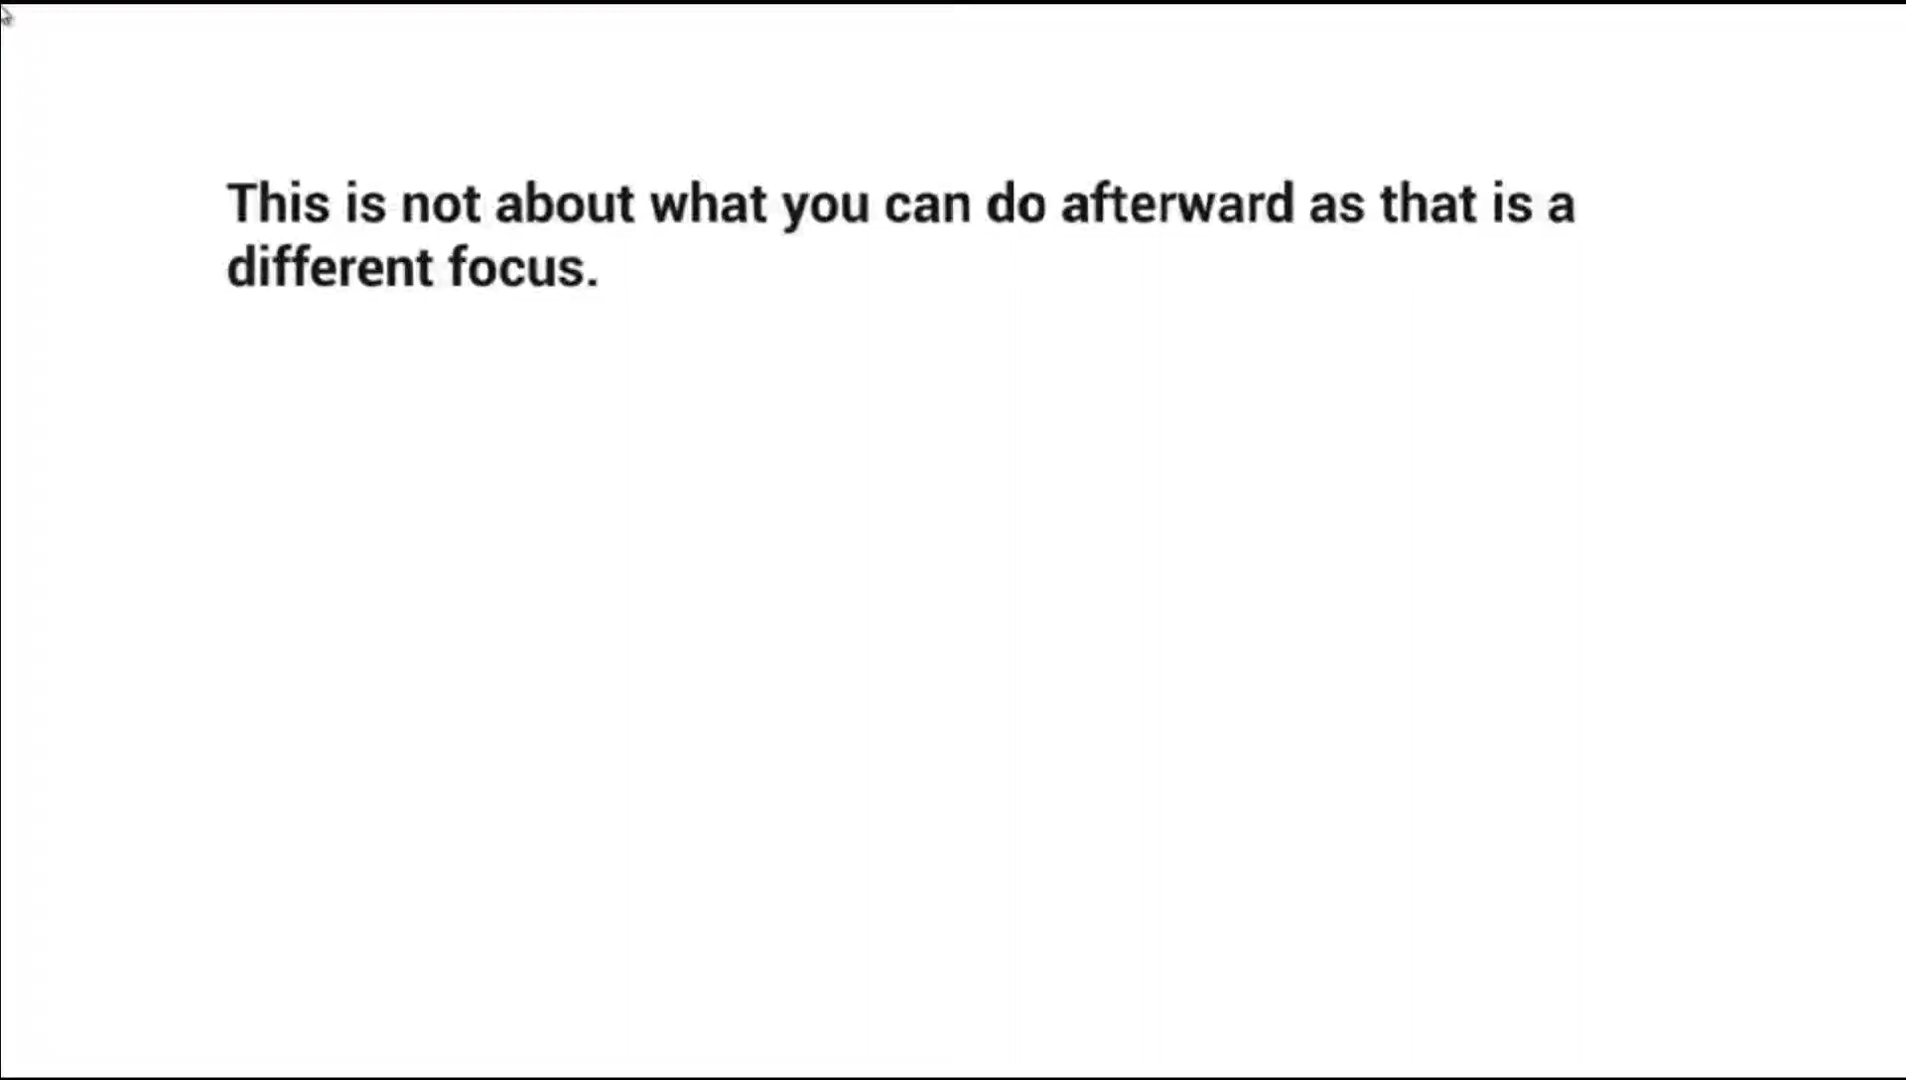 This is not about what you can do afterward as that is a
different focus.